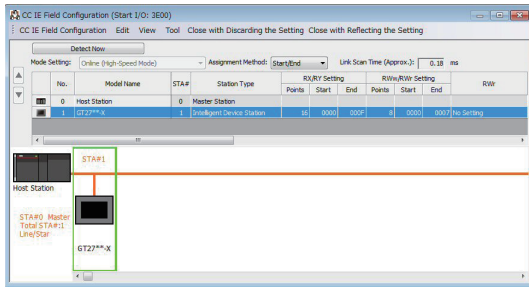 CC IE Field Configuration (Start I/O: 3E00)
CC IE Field Configuration Edit View Tool Close with Discarding the Setting Close with Reflecting the Setting
Detect Now
Mode Setting: Online (High-Speed Mode) Assignment Method: Start/End Link Scan Time (Approx.): 0.18 ms
No. Model Name STA# Station Type RX/RY Setting RWw/RWr Setting RWr
Points Start End Points Start End
0 Host Station 0 Master Station
1 GT27**-X 1 Intelligent Device Station 16 0000 000F 8 0000 0007 No Setting
STA#1
Host Station
STA#0 Master
Total STA#:1
Line/Star
GT27**-X